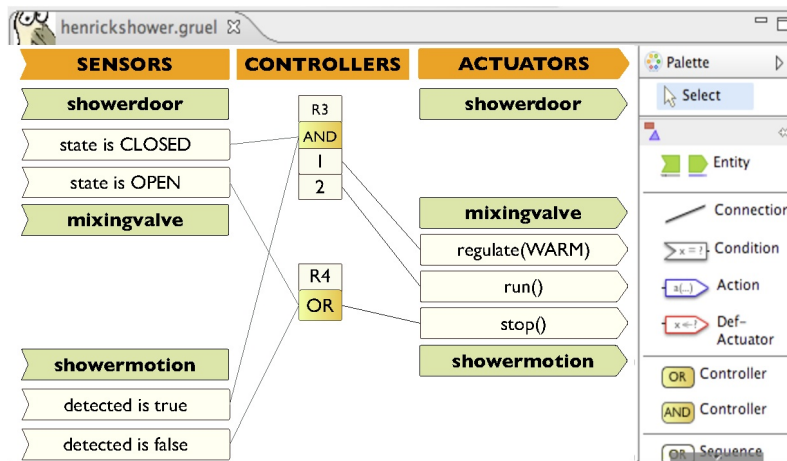 henrickshower.gruel
SENSORS
CONTROLLERS
ACTUATORS
showerdoor
state is CLOSED
state is OPEN
mixingvalve
showermotion
detected is true
detected is false
R3
AND
1
2
R4
OR
showerdoor
mixingvalve
regulate(WARM)
run()
stop()
showermotion
Palette
Select
Entity
Connection
x = ?
Condition
a(...)
Action
x ←?
Def-
Actuator
OR
Controller
AND
Controller
OR
Sequence